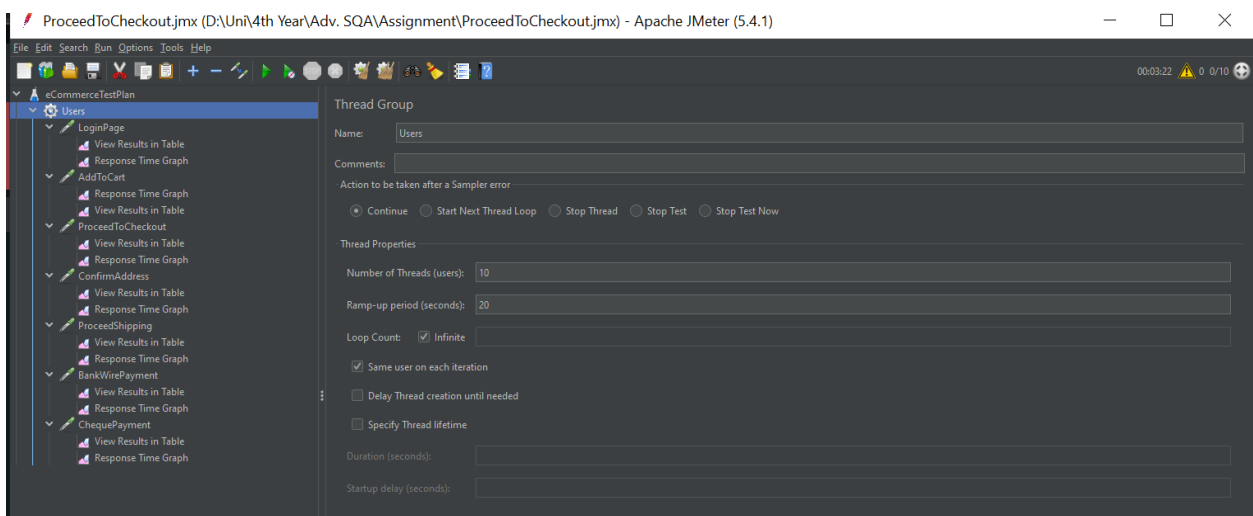 ProceedToCheckout.jmx (D:\Uni\4th Year\Adv. SQA\Assignment\ProceedToCheckout.jmx) - Apache JMeter (5.4.1)
File Edit Search Run Options Tools Help
00:03:22 0 0/10
eCommerceTestPlan
Users
LoginPage
View Results in Table
Response Time Graph
AddToCart
Response Time Graph
View Results in Table
ProceedToCheckout
View Results in Table
Response Time Graph
ConfirmAddress
View Results in Table
Response Time Graph
ProceedShipping
View Results in Table
Response Time Graph
BankWirePayment
View Results in Table
Response Time Graph
ChequePayment
View Results in Table
Response Time Graph
Thread Group
Name: Users
Comments:
Action to be taken after a Sampler error
Continue Start Next Thread Loop Stop Thread Stop Test Stop Test Now
Thread Properties
Number of Threads (users): 10
Ramp-up period (seconds): 20
Loop Count: Infinite
Same user on each iteration
Delay Thread creation until needed
Specify Thread lifetime
Duration (seconds):
Startup delay (seconds):